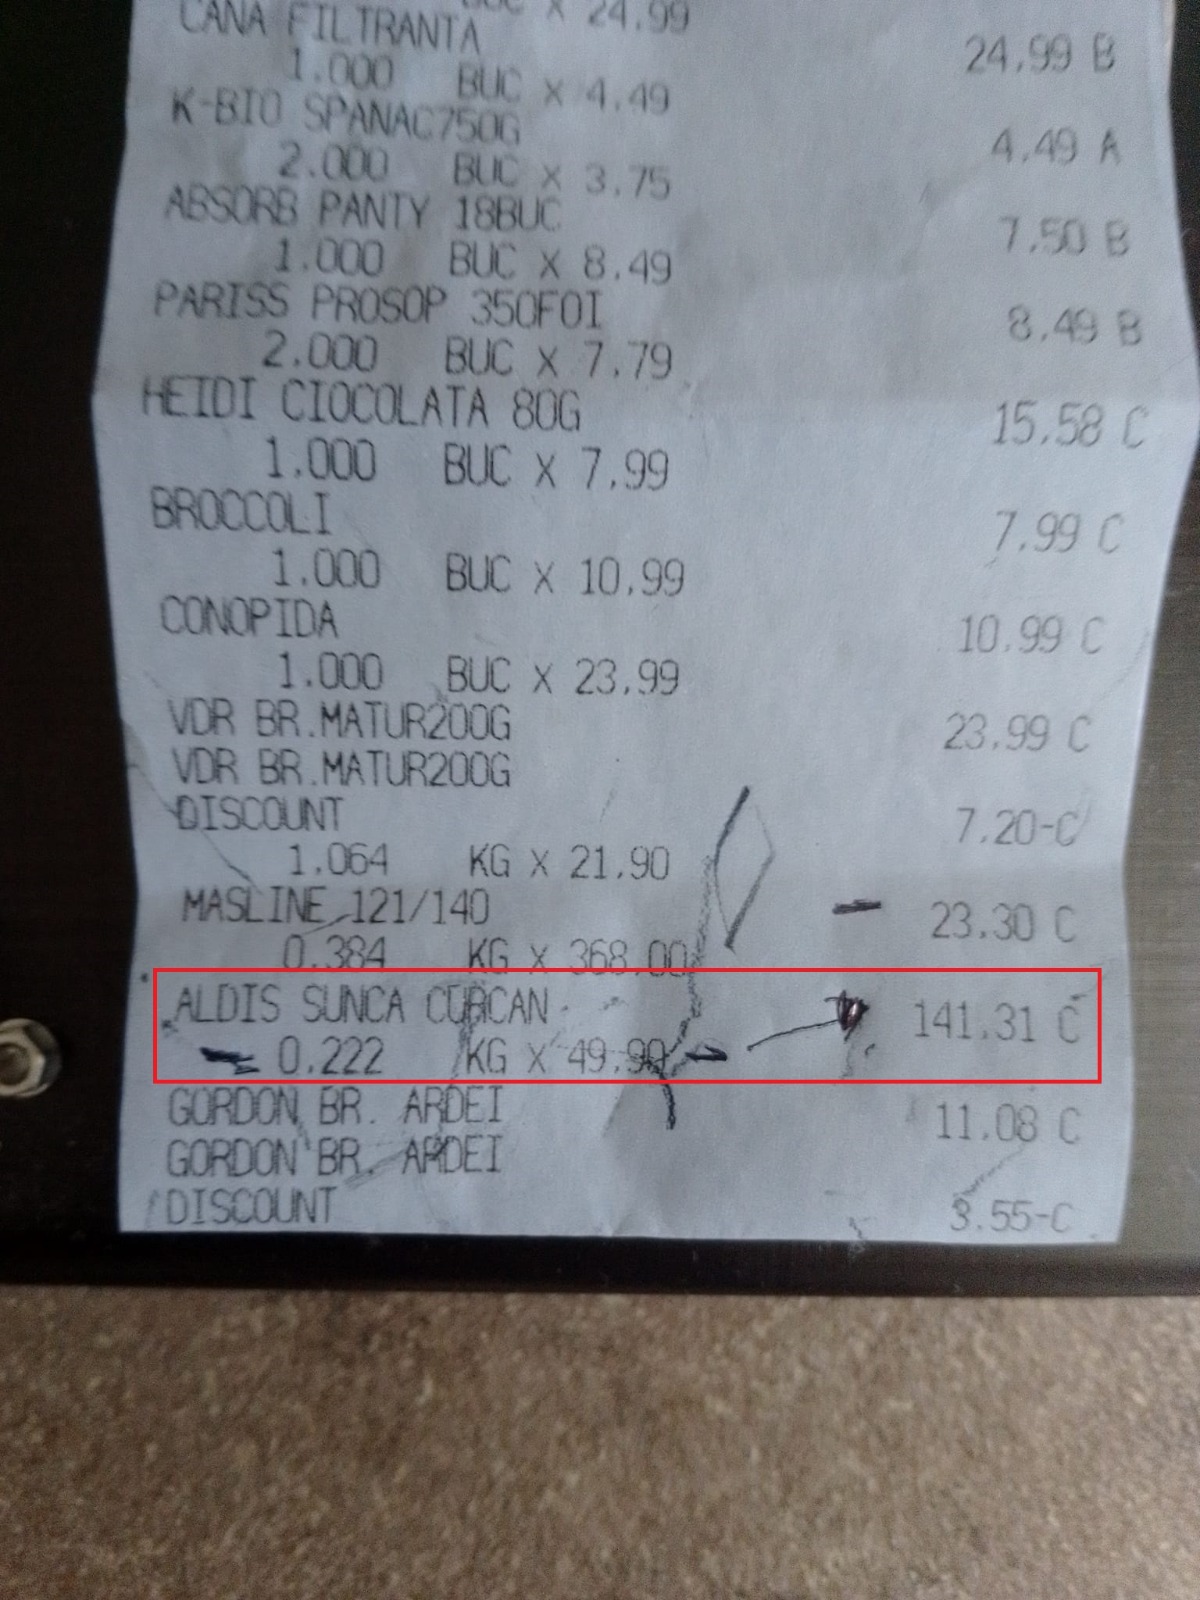 BUC X 24.99
CANA FILTRANTA 24.99 B
1.000 BUC X 4.49
K-BIO SPANAC750G 4.49 A
2.000 BUC X 3.75
ABSORB PANTY 18BUC 7.50 B
1.000 BUC X 8.49
PARISS PROSOP 350FOI 8.49 B
2.000 BUC X 7.79
HEIDI CIOCOLATA 80G 15.58 C
1.000 BUC X 7.99
BROCCOLI 7.99 C
1.000 BUC X 10.99
CONOPIDA 10.99 C
1.000 BUC X 23.99
VDR BR.MATUR200G 23.99 C
VDR BR.MATUR200G
DISCOUNT 7.20-C
1.064 KG X 21.90
MASLINE 121/140 23.30 C
0.384 KG X 368.00
ALDIS SUNCA CURCAN 141.31 C
0.222 KG X 49.90
GORDON BR. ARDEI 11.08 C
GORDON BR. ARDEI
DISCOUNT 3.55-C